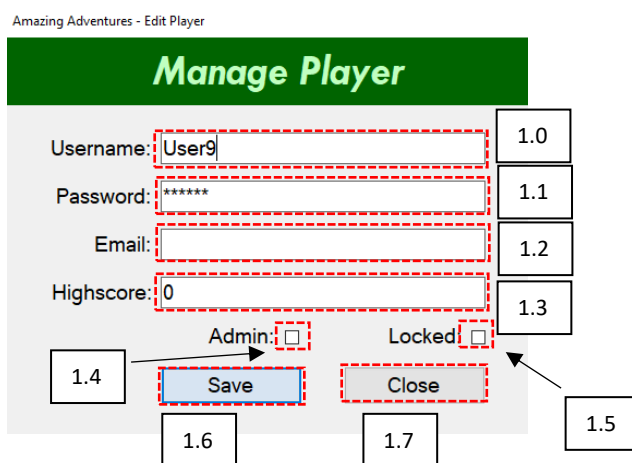 Amazing Adventures - Edit Player
Manage Player
Username: User9 1.0
Password: ****** 1.1
Email: 1.2
Highscore: 0 1.3
Admin: Locked:
1.4 Save Close 1.5
1.6 1.7